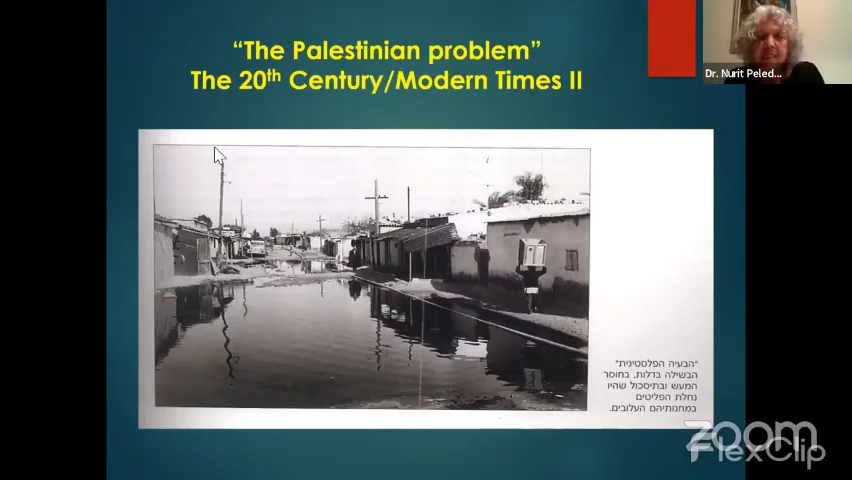 “The Palestinian problem”
The 20th Century/Modern Times II
Dr. Nurit Peled...
"הבעיה הפלסטינית"
הבשילה בדלות, בחוסר
המעש ובתיסכול שהיו
נחלת הפליטים
במחנותיהם העלובים.
zoom
FlexClip